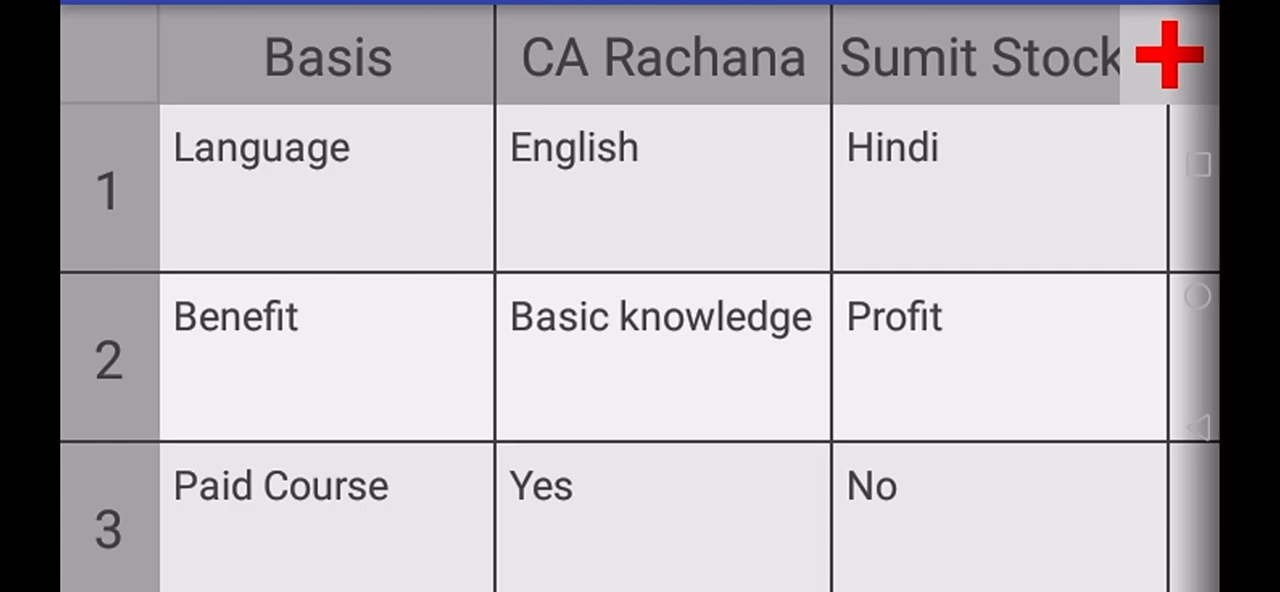 Basis CA Rachana Sumit Stock
1 Language English Hindi
2 Benefit Basic knowledge Profit
3 Paid Course Yes No